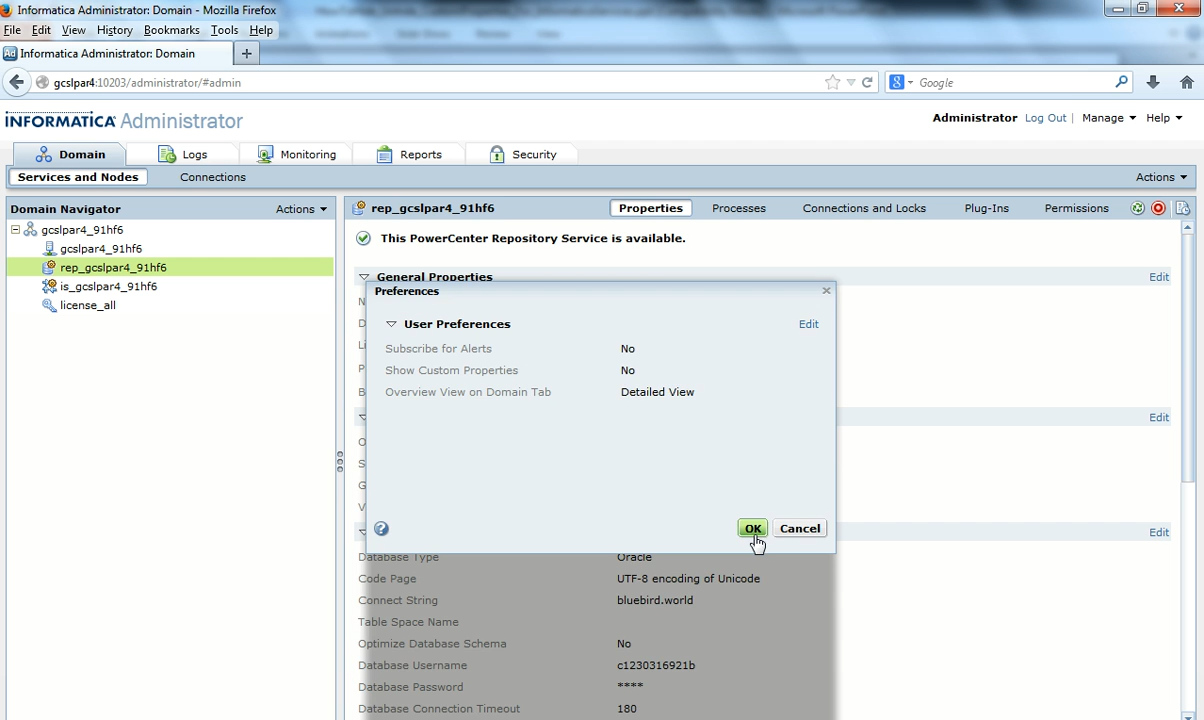 Informatica Administrator: Domain - Mozilla Firefox
File Edit View History Bookmarks Tools Help
Ad Informatica Administrator: Domain +
gcslpar4:10203/administrator/#admin
8 Google
INFORMATICA Administrator
Administrator Log Out | Manage Help
Domain Logs Monitoring Reports Security
Services and Nodes Connections Actions
Domain Navigator Actions
rep_gcslpar4_91hf6 Properties Processes Connections and Locks Plug-Ins Permissions
gcslpar4_91hf6
gcslpar4_91hf6
rep_gcslpar4_91hf6
is_gcslpar4_91hf6
license_all
This PowerCenter Repository Service is available.
General Properties Edit
Preferences
User Preferences Edit
Subscribe for Alerts No
Show Custom Properties No
Overview View on Domain Tab Detailed View
Edit
OK Cancel
Edit
Database Type Oracle
Code Page UTF-8 encoding of Unicode
Connect String bluebird.world
Table Space Name
Optimize Database Schema No
Database Username c1230316921b
Database Password ****
Database Connection Timeout 180